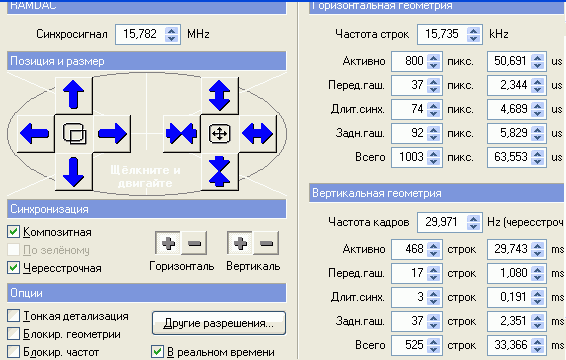 RAMDAC
Синхросигнал 15,782 MHz
Позиция и размер
Щёлкните и
двигайте
Синхронизация
Композитная
По зелёному
Чересстрочная
Горизонталь
Вертикаль
Опции
Тонкая детализация
Блокир. геометрии
Блокир. частот
Другие разрешения...
В реальном времени
Горизонтальная геометрия
Частота строк 15,735 kHz
Активно 800 пикс. 50,691 us
Перед.гаш. 37 пикс. 2,344 us
Длит.синх. 74 пикс. 4,689 us
Задн.гаш. 92 пикс. 5,829 us
Всего 1003 пикс. 63,553 us
Вертикальная геометрия
Частота кадров 29,971 Hz (чересстроч
Активно 468 строк 29,743 ms
Перед.гаш. 17 строк 1,080 ms
Длит.синх. 3 строк 0,191 ms
Задн.гаш. 37 строк 2,351 ms
Всего 525 строк 33,366 ms